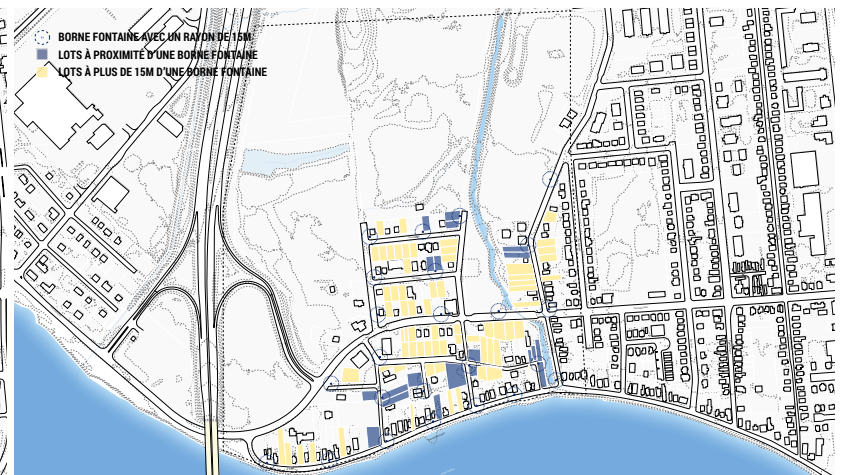 BORNE FONTAINE AVEC UN RAYON DE 15M
LOTS À PROXIMITÉ D'UNE BORNE FONTAINE
LOTS À PLUS DE 15M D'UNE BORNE FONTAINE